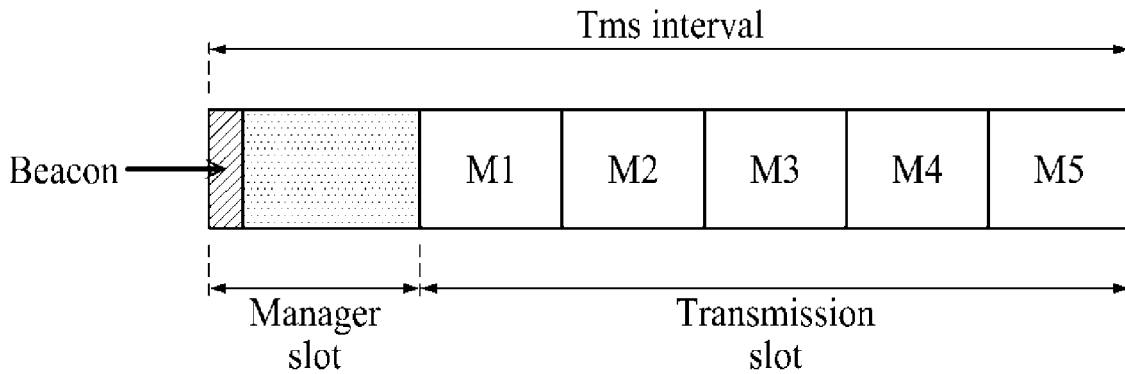 Tms interval
Beacon
M1 M2 M3 M4 M5
Manager
slot
Transmission
slot